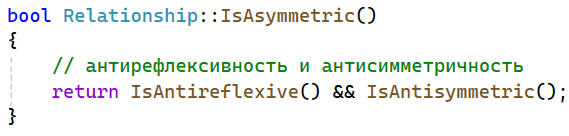 bool Relationship::IsAsymmetric()
{
    // антирефлексивность и антисимметричность
    return IsAntireflexive() && IsAntisymmetric();
}